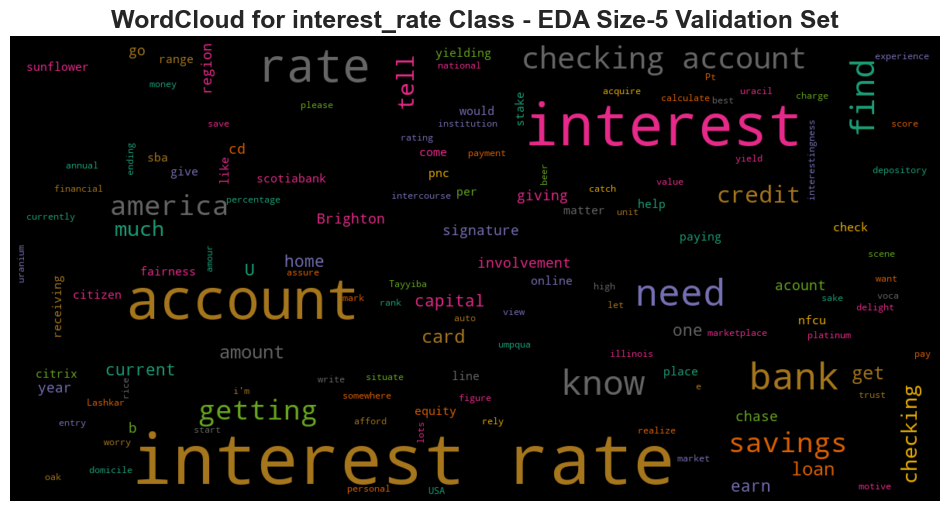 WordCloud for interest_rate Class - EDA Size-5 Validation Set
go
range
sunflower
money
region
rate
tell
yielding
national
checking account
Pt
find
experience
please
save
would
institution
rating
stake
acquire
calculate
best
uracil
charge
score
interest
annual
ending
sba
give
like
cd
scotiabank
percentage
financial
currently
come
payment
pnc
per
intercourse
beer
giving
catch
unit
value
yield
interestingness
depository
credit
america
much
Brighton
signature
matter
help
paying
check
uranium
fairness
amour
U
home
assure
involvement
online
Tayyiba
high
need
acount
scene
want
sake
voca
delight
receiving
citizen
account
mark
rank
capital
auto
view
let
nfcu
platinum
one
marketplace
card
umpqua
amount
illinois
pay
citrix
year
current
rice
i'm
write
situate
line
know
place
e
bank
get
trust
Lashkar
entry
b
getting
start
somewhere
afford
figure
equity
rely
lots
realize
chase
checking
worry
oak
domicile
interest rate
personal
USA
market
savings
loan
earn
motive